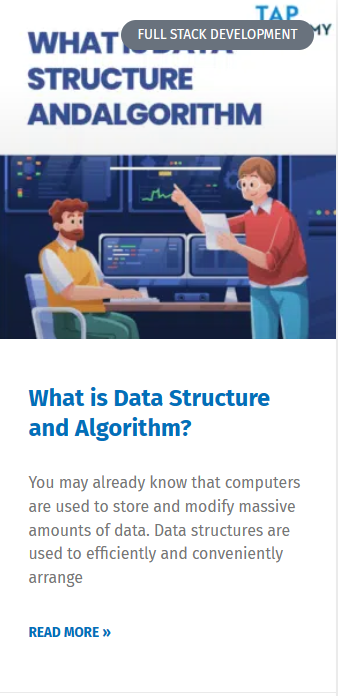 TAP
MY
FULL STACK DEVELOPMENT
WHAT IS DATA
STRUCTURE
ANDALGORITHM
What is Data Structure
and Algorithm?
You may already know that computers
are used to store and modify massive
amounts of data. Data structures are
used to efficiently and conveniently
arrange
READ MORE »